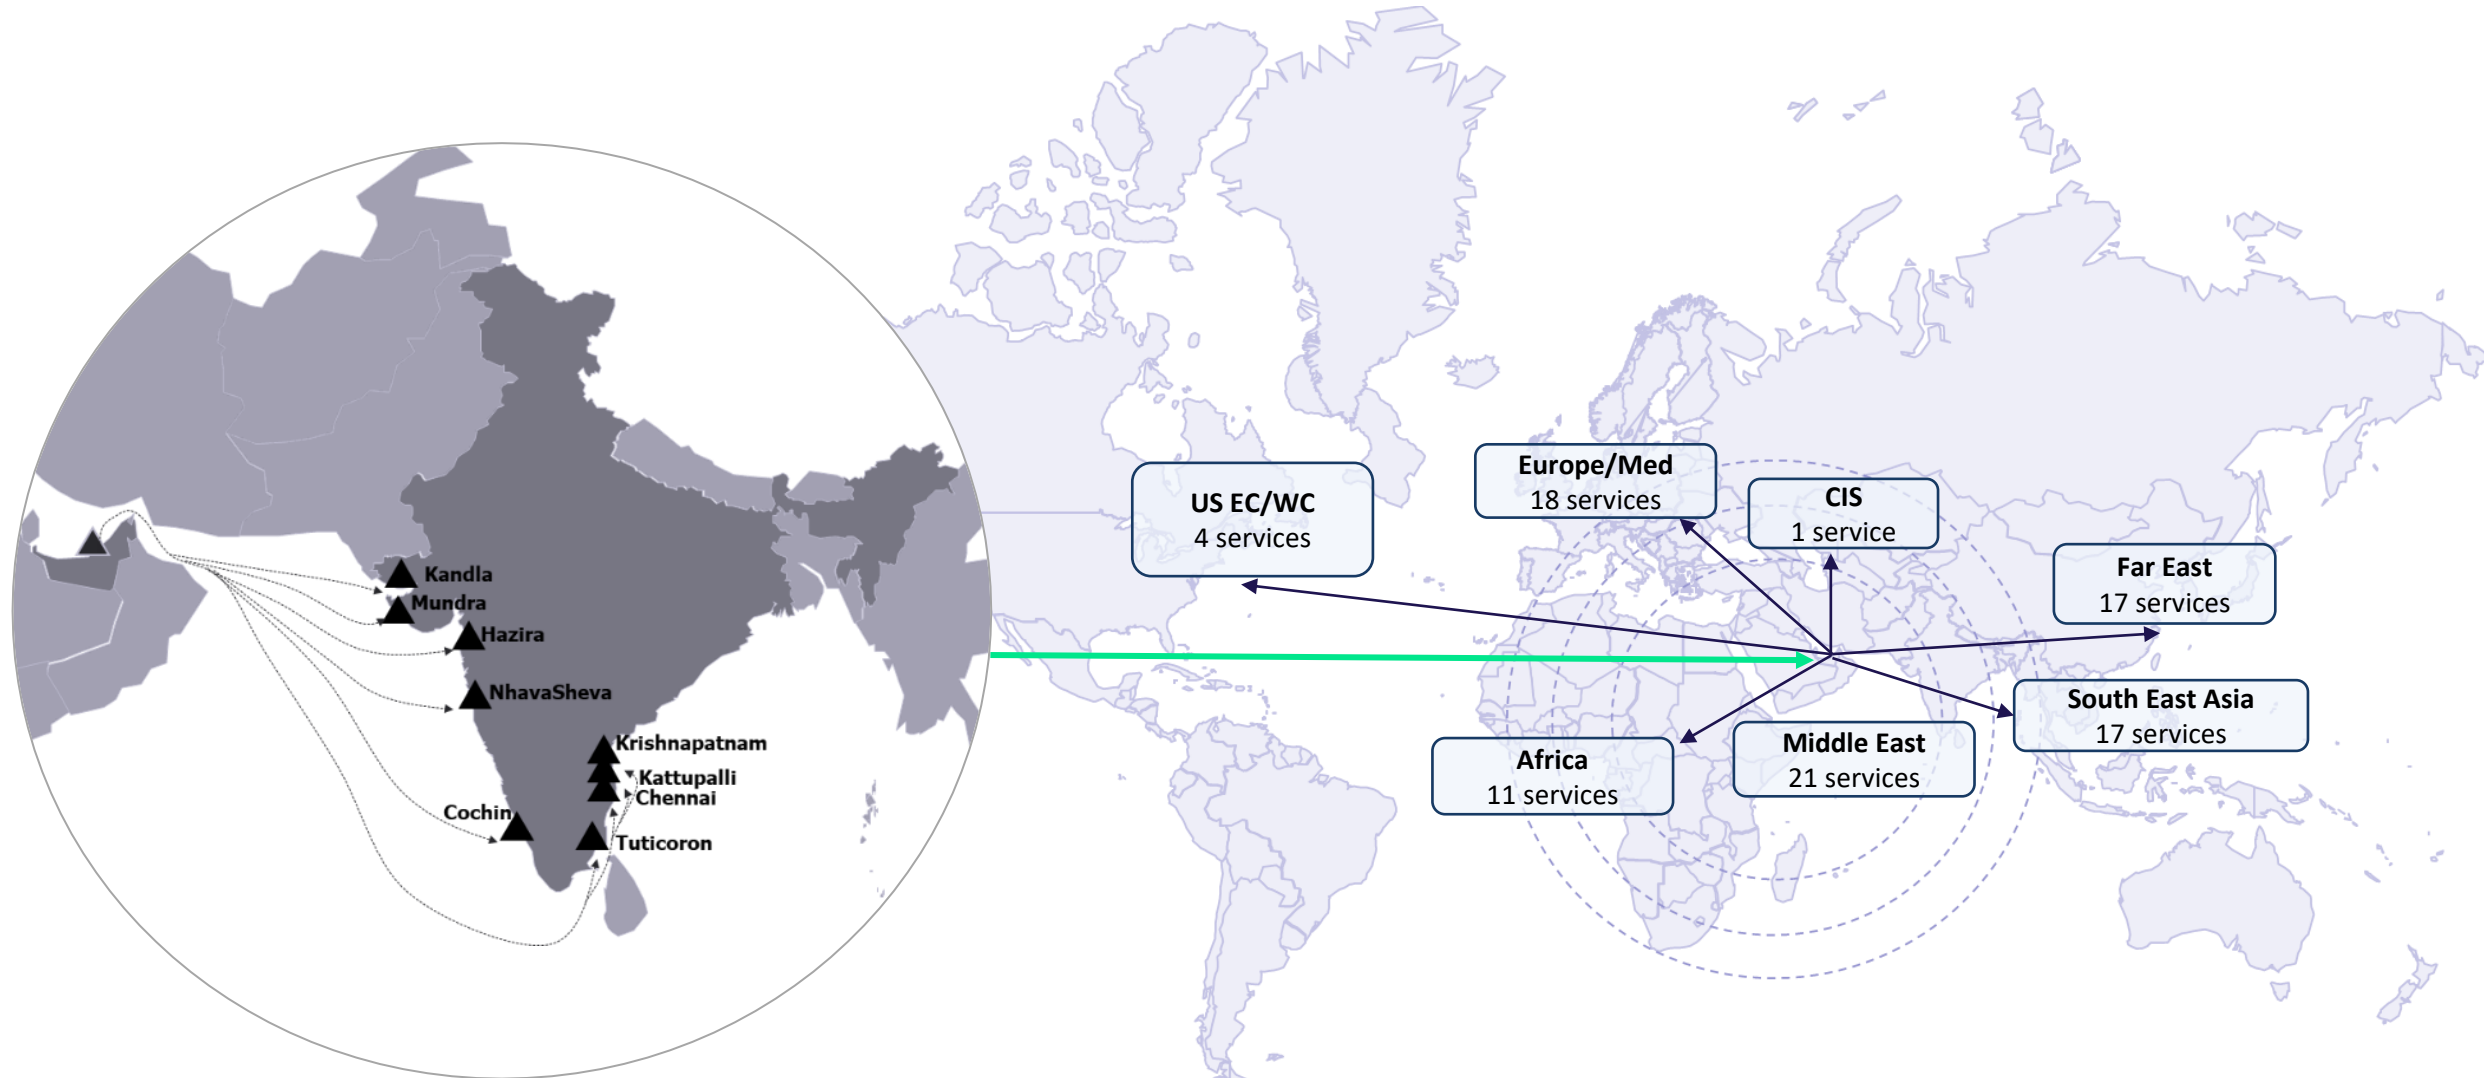 Kandla
Mundra
Hazira
NhavaSheva
Krishnapatnam
Kattupalli
Chennai
Cochin
Tuticoron
US EC/WC
4 services
Europe/Med
18 services
CIS
1 service
Far East
17 services
South East Asia
17 services
Middle East
21 services
Africa
11 services